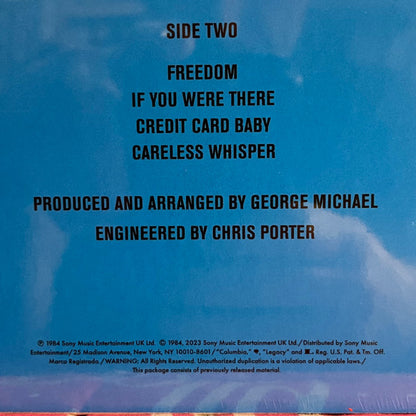 SIDE TWO
FREEDOM
IF YOU WERE THERE
CREDIT CARD BABY
CARELESS WHISPER
PRODUCED AND ARRANGED BY GEORGE MICHAEL
ENGINEERED BY CHRIS PORTER
℗ 1984 Sony Music Entertainment UK Ltd. © 1984, 2023 Sony Music Entertainment UK Ltd./Distributed by Sony Music
Entertainment/25 Madison Avenue, New York, NY 10010-8601/"Columbia," "Legacy" and Reg. U.S. Pat. & Tm. Off.
Marca Registrada./WARNING: All Rights Reserved. Unauthorized duplication is a violation of applicable laws./
This package consists of previously released material.